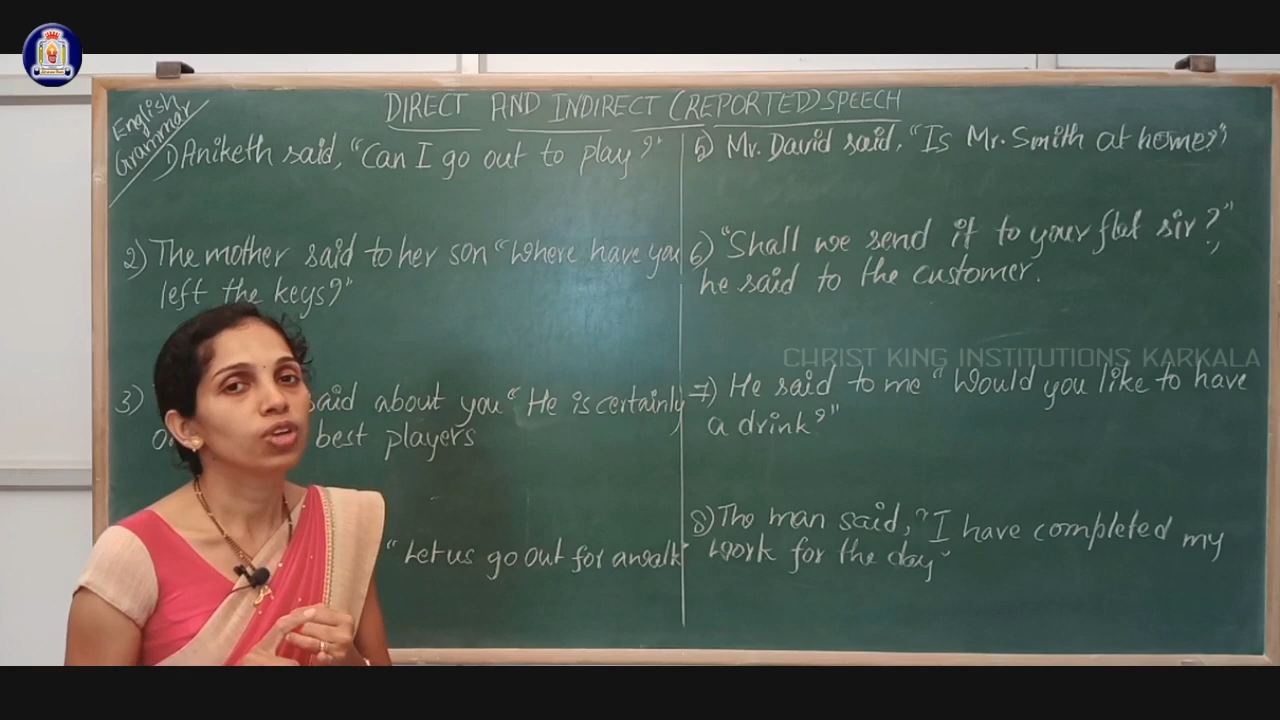 English
Grammar
DIRECT AND INDIRECT (REPORTED) SPEECH
1) Aniketh said, "Can I go out to play?"
2) The mother said to her son "Where have you
left the keys?"
3) said about you "He is certainly
best players
"Let us go out for a walk"
5) Mr. David said, "Is Mr. Smith at home?"
6) "Shall we send it to your flat sir?",
he said to the customer.
CHRIST KING INSTITUTIONS KARKALA
7) He said to me "Would you like to have
a drink?"
8) The man said, "I have completed my
work for the day"